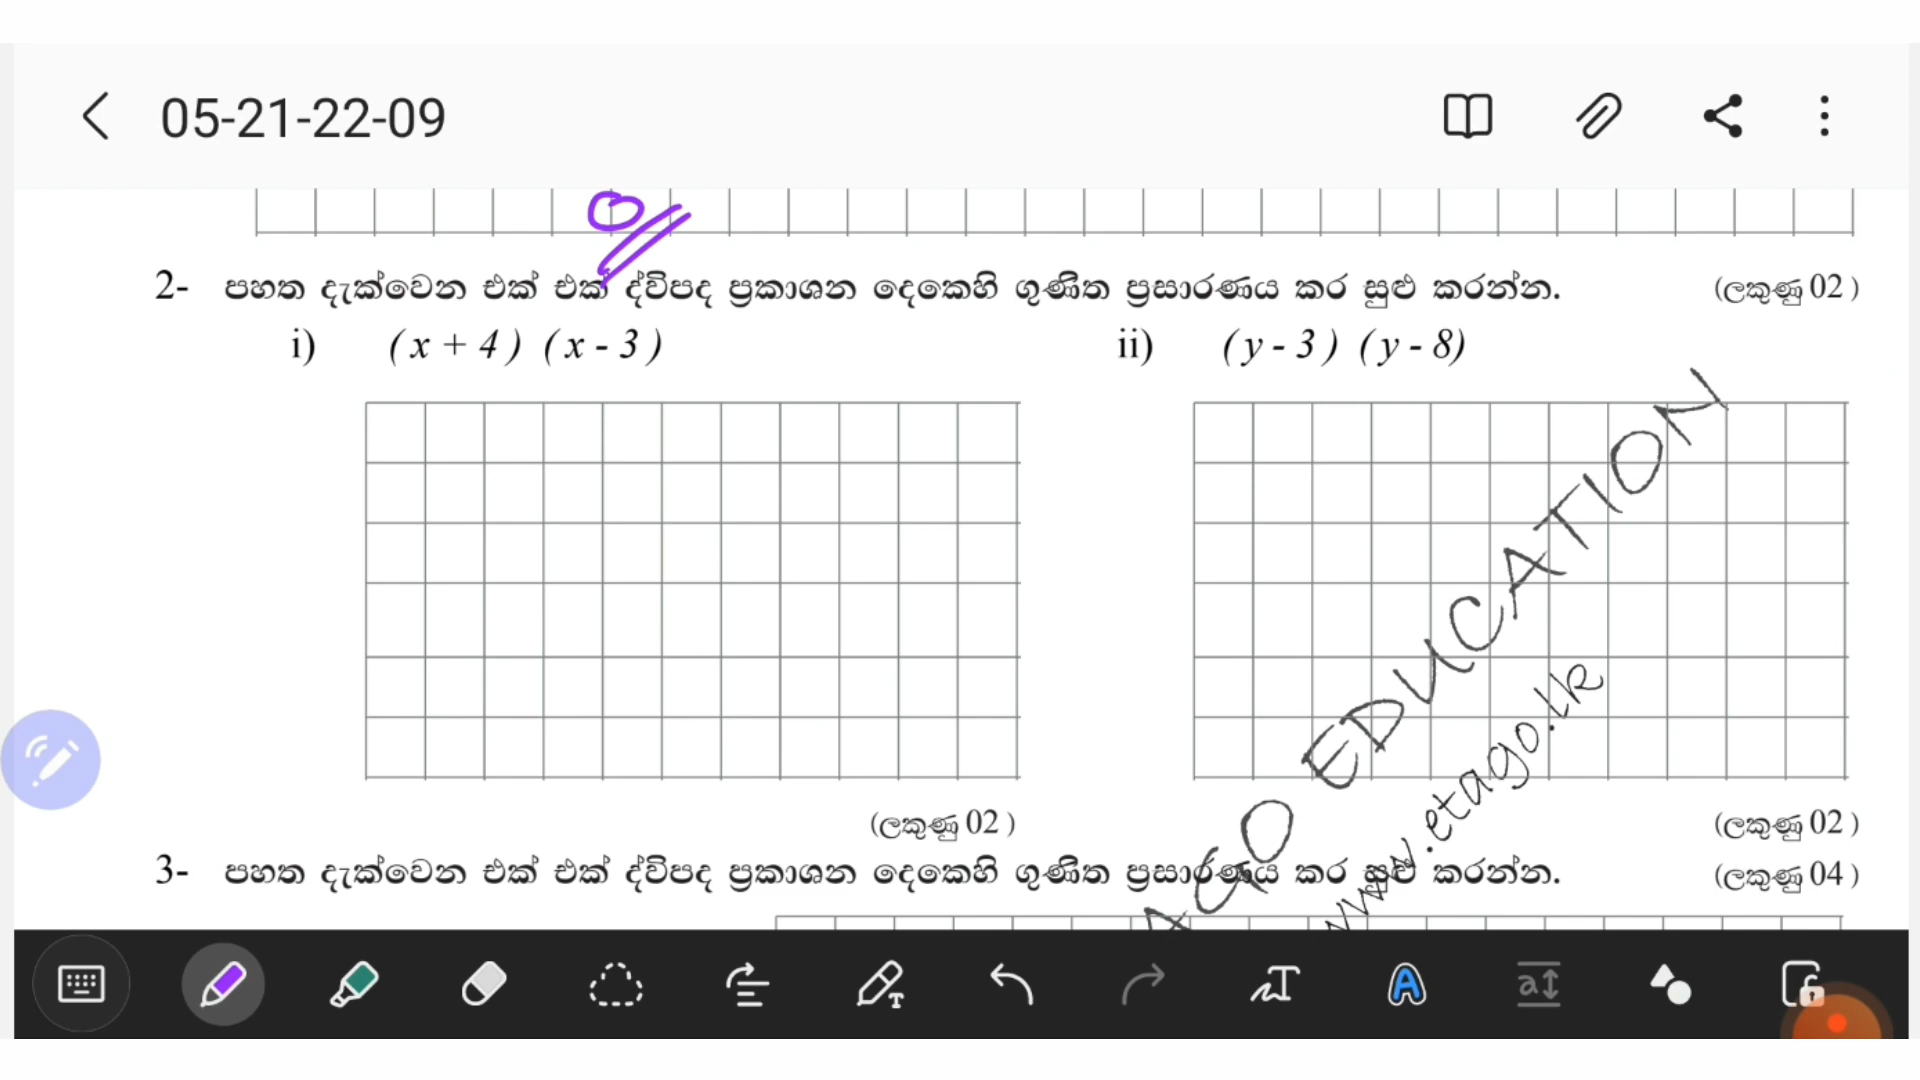 05-21-22-09
2- පහත දැක්වෙන එක් එක් ද්විපද ප්‍රකාශන දෙකෙහි ගුණිත ප්‍රසාරණය කර සුළු කරන්න. (ලකුණු 02)
i) (x + 4) (x - 3) ii) (y - 3) (y - 8)
(ලකුණු 02) (ලකුණු 02)
3- පහත දැක්වෙන එක් එක් ද්විපද ප්‍රකාශන දෙකෙහි ගුණිත ප්‍රසාරණය කර සුළු කරන්න. (ලකුණු 04)
AGO EDUCATION
www.etago.lk